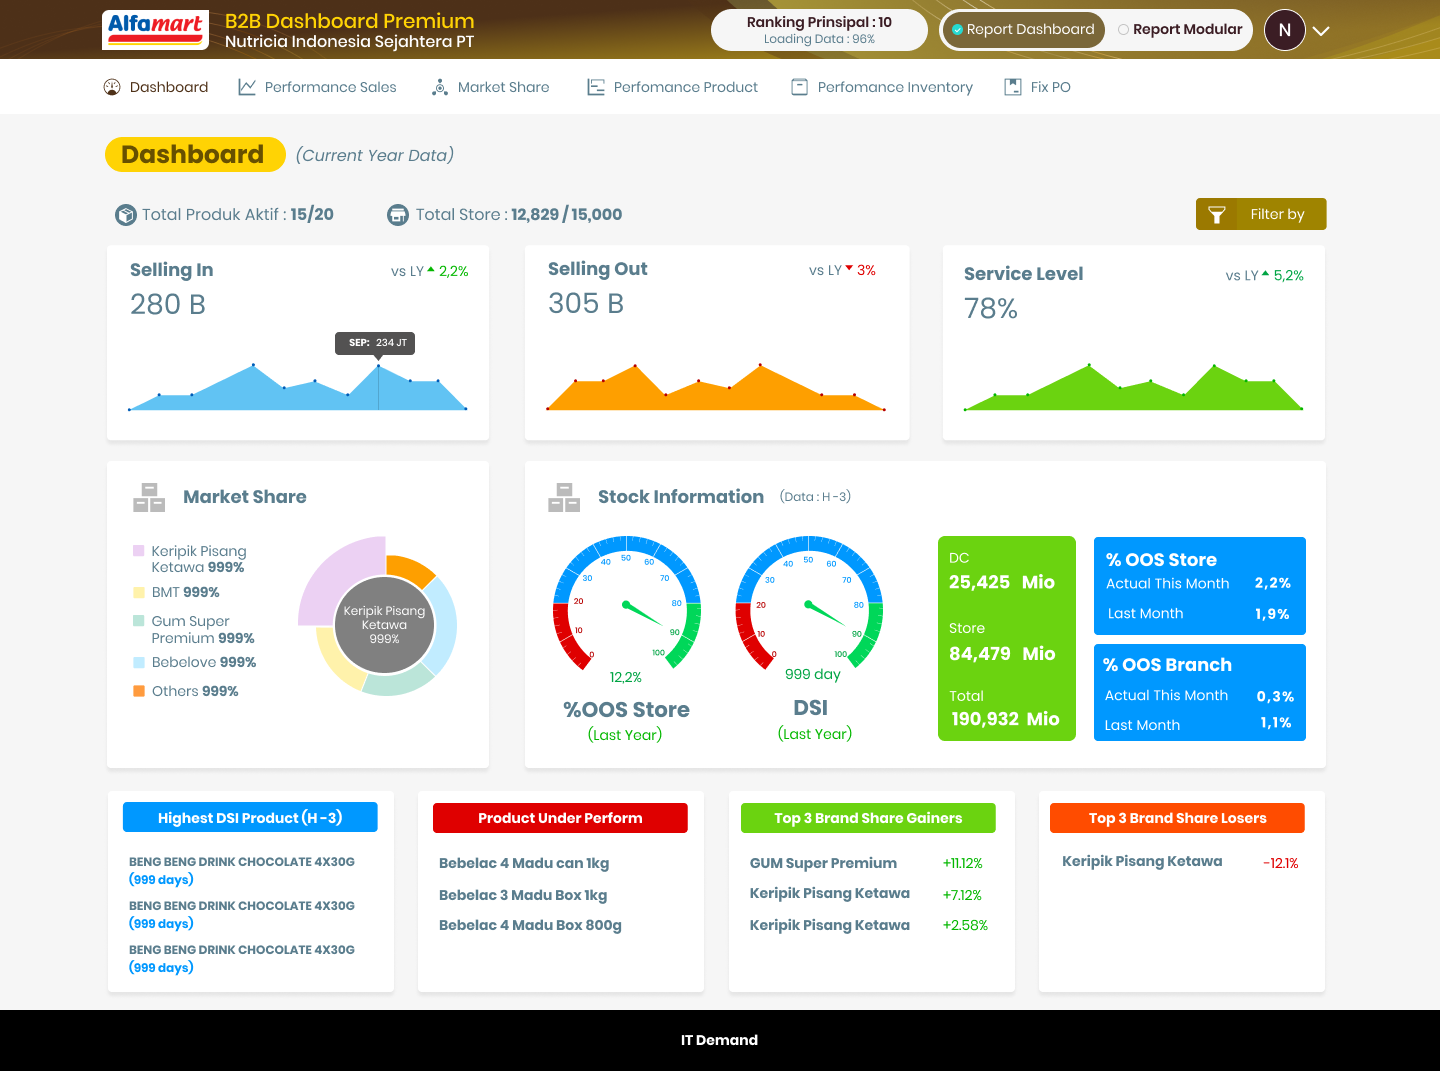 Alfamart
B2B Dashboard Premium
Nutricia Indonesia Sejahtera PT
Ranking Prinsipal : 10
Loading Data : 96%
Report Dashboard
Report Modular
N
Dashboard
Performance Sales
Market Share
Perfomance Product
Perfomance Inventory
Fix PO
Dashboard
(Current Year Data)
Total Produk Aktif : 15/20
Total Store : 12,829 / 15,000
Filter by
Selling In
vs LY 2,2%
280 B
SEP: 234 JT
Selling Out
vs LY 3%
305 B
Service Level
vs LY 5,2%
78%
Market Share
Keripik Pisang
Ketawa 999%
BMT 999%
Gum Super
Premium 999%
Bebelove 999%
Others 999%
Keripik Pisang
Ketawa
999%
Stock Information
(Data : H -3)
0
10
20
30
40
50
60
70
80
90
100
12,2%
%OOS Store
(Last Year)
0
10
20
30
40
50
60
70
80
90
100
999 day
DSI
(Last Year)
DC
25,425 Mio
Store
84,479 Mio
Total
190,932 Mio
% OOS Store
Actual This Month 2,2%
Last Month 1,9%
% OOS Branch
Actual This Month 0,3%
Last Month 1,1%
Highest DSI Product (H -3)
BENG BENG DRINK CHOCOLATE 4X30G
(999 days)
BENG BENG DRINK CHOCOLATE 4X30G
(999 days)
BENG BENG DRINK CHOCOLATE 4X30G
(999 days)
Product Under Perform
Bebelac 4 Madu can 1kg
Bebelac 3 Madu Box 1kg
Bebelac 4 Madu Box 800g
Top 3 Brand Share Gainers
GUM Super Premium +11.12%
Keripik Pisang Ketawa +7.12%
Keripik Pisang Ketawa +2.58%
Top 3 Brand Share Losers
Keripik Pisang Ketawa -12.1%
IT Demand